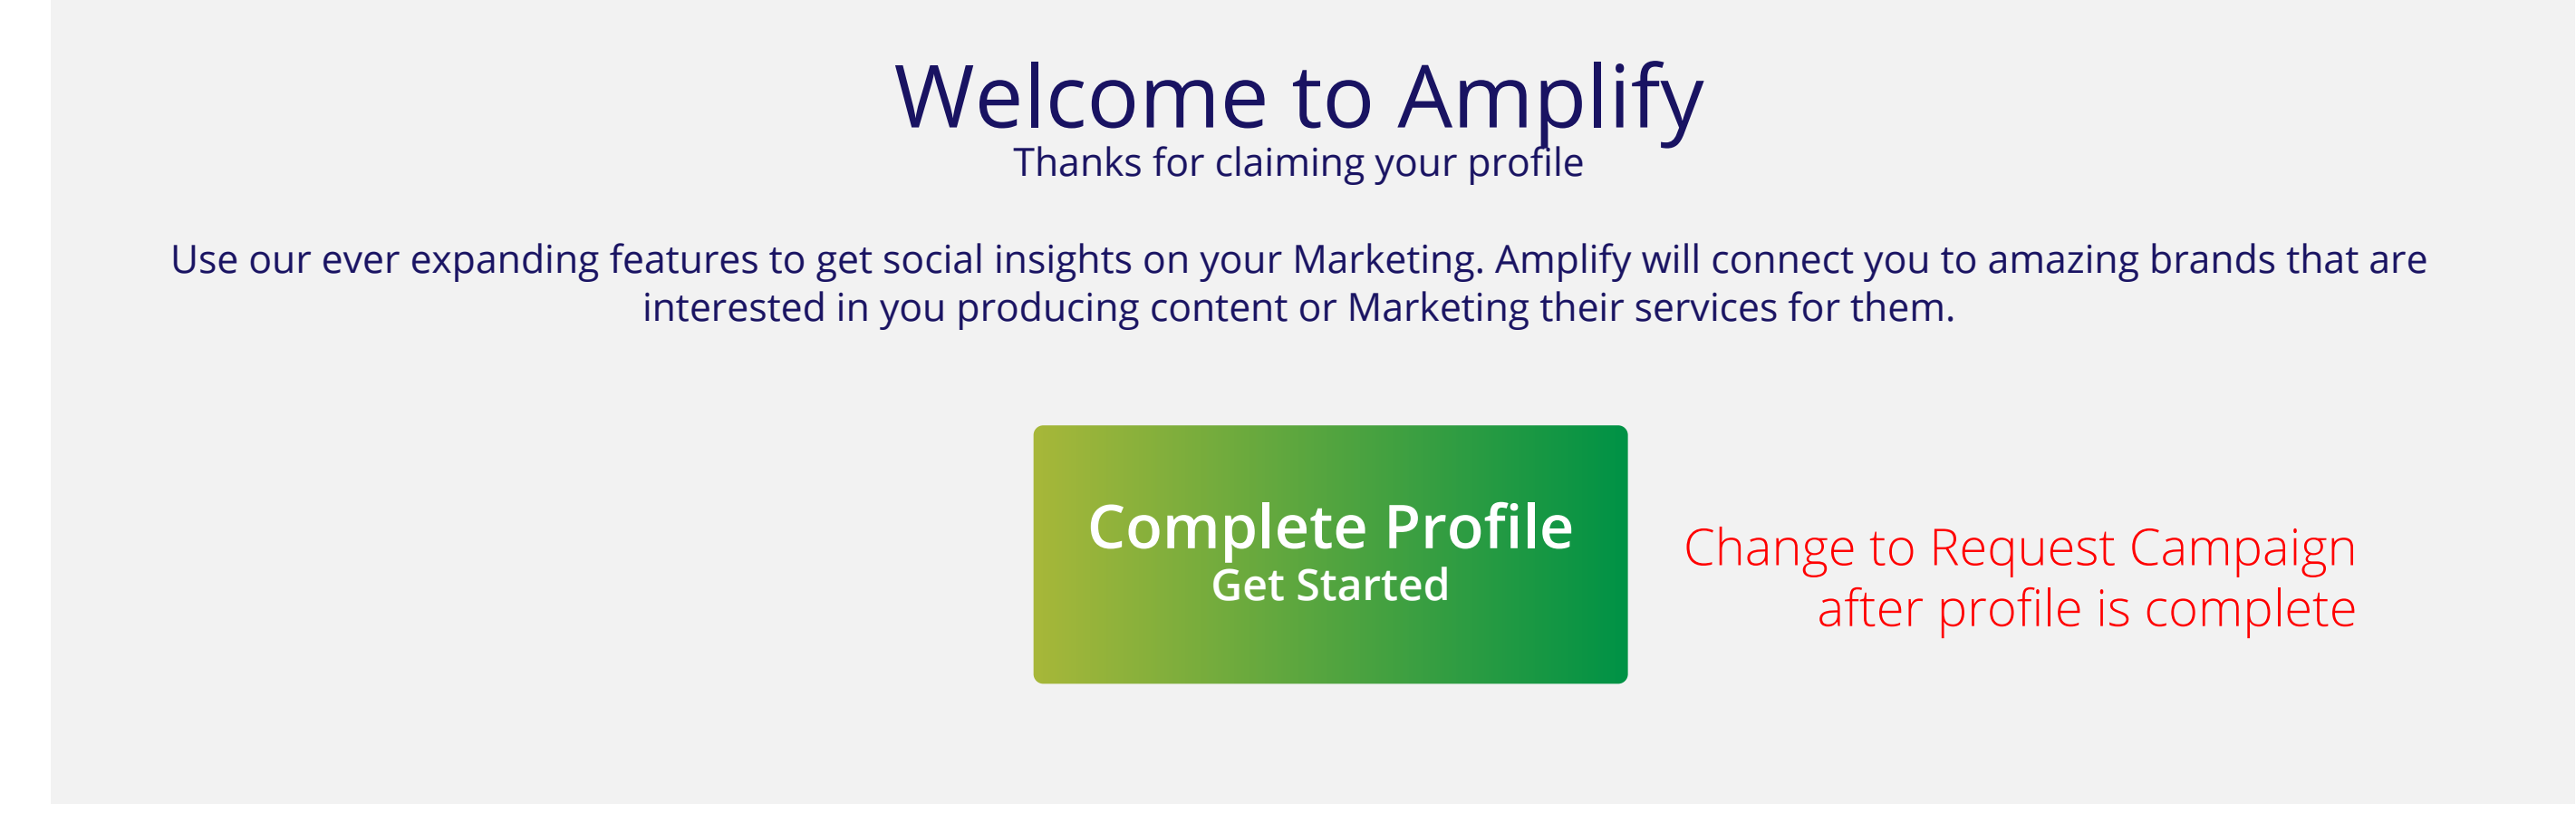 Welcome to Amplify
Thanks for claiming your profile
Use our ever expanding features to get social insights on your Marketing. Amplify will connect you to amazing brands that are
interested in you producing content or Marketing their services for them.
Complete Profile
Get Started
Change to Request Campaign
after profile is complete